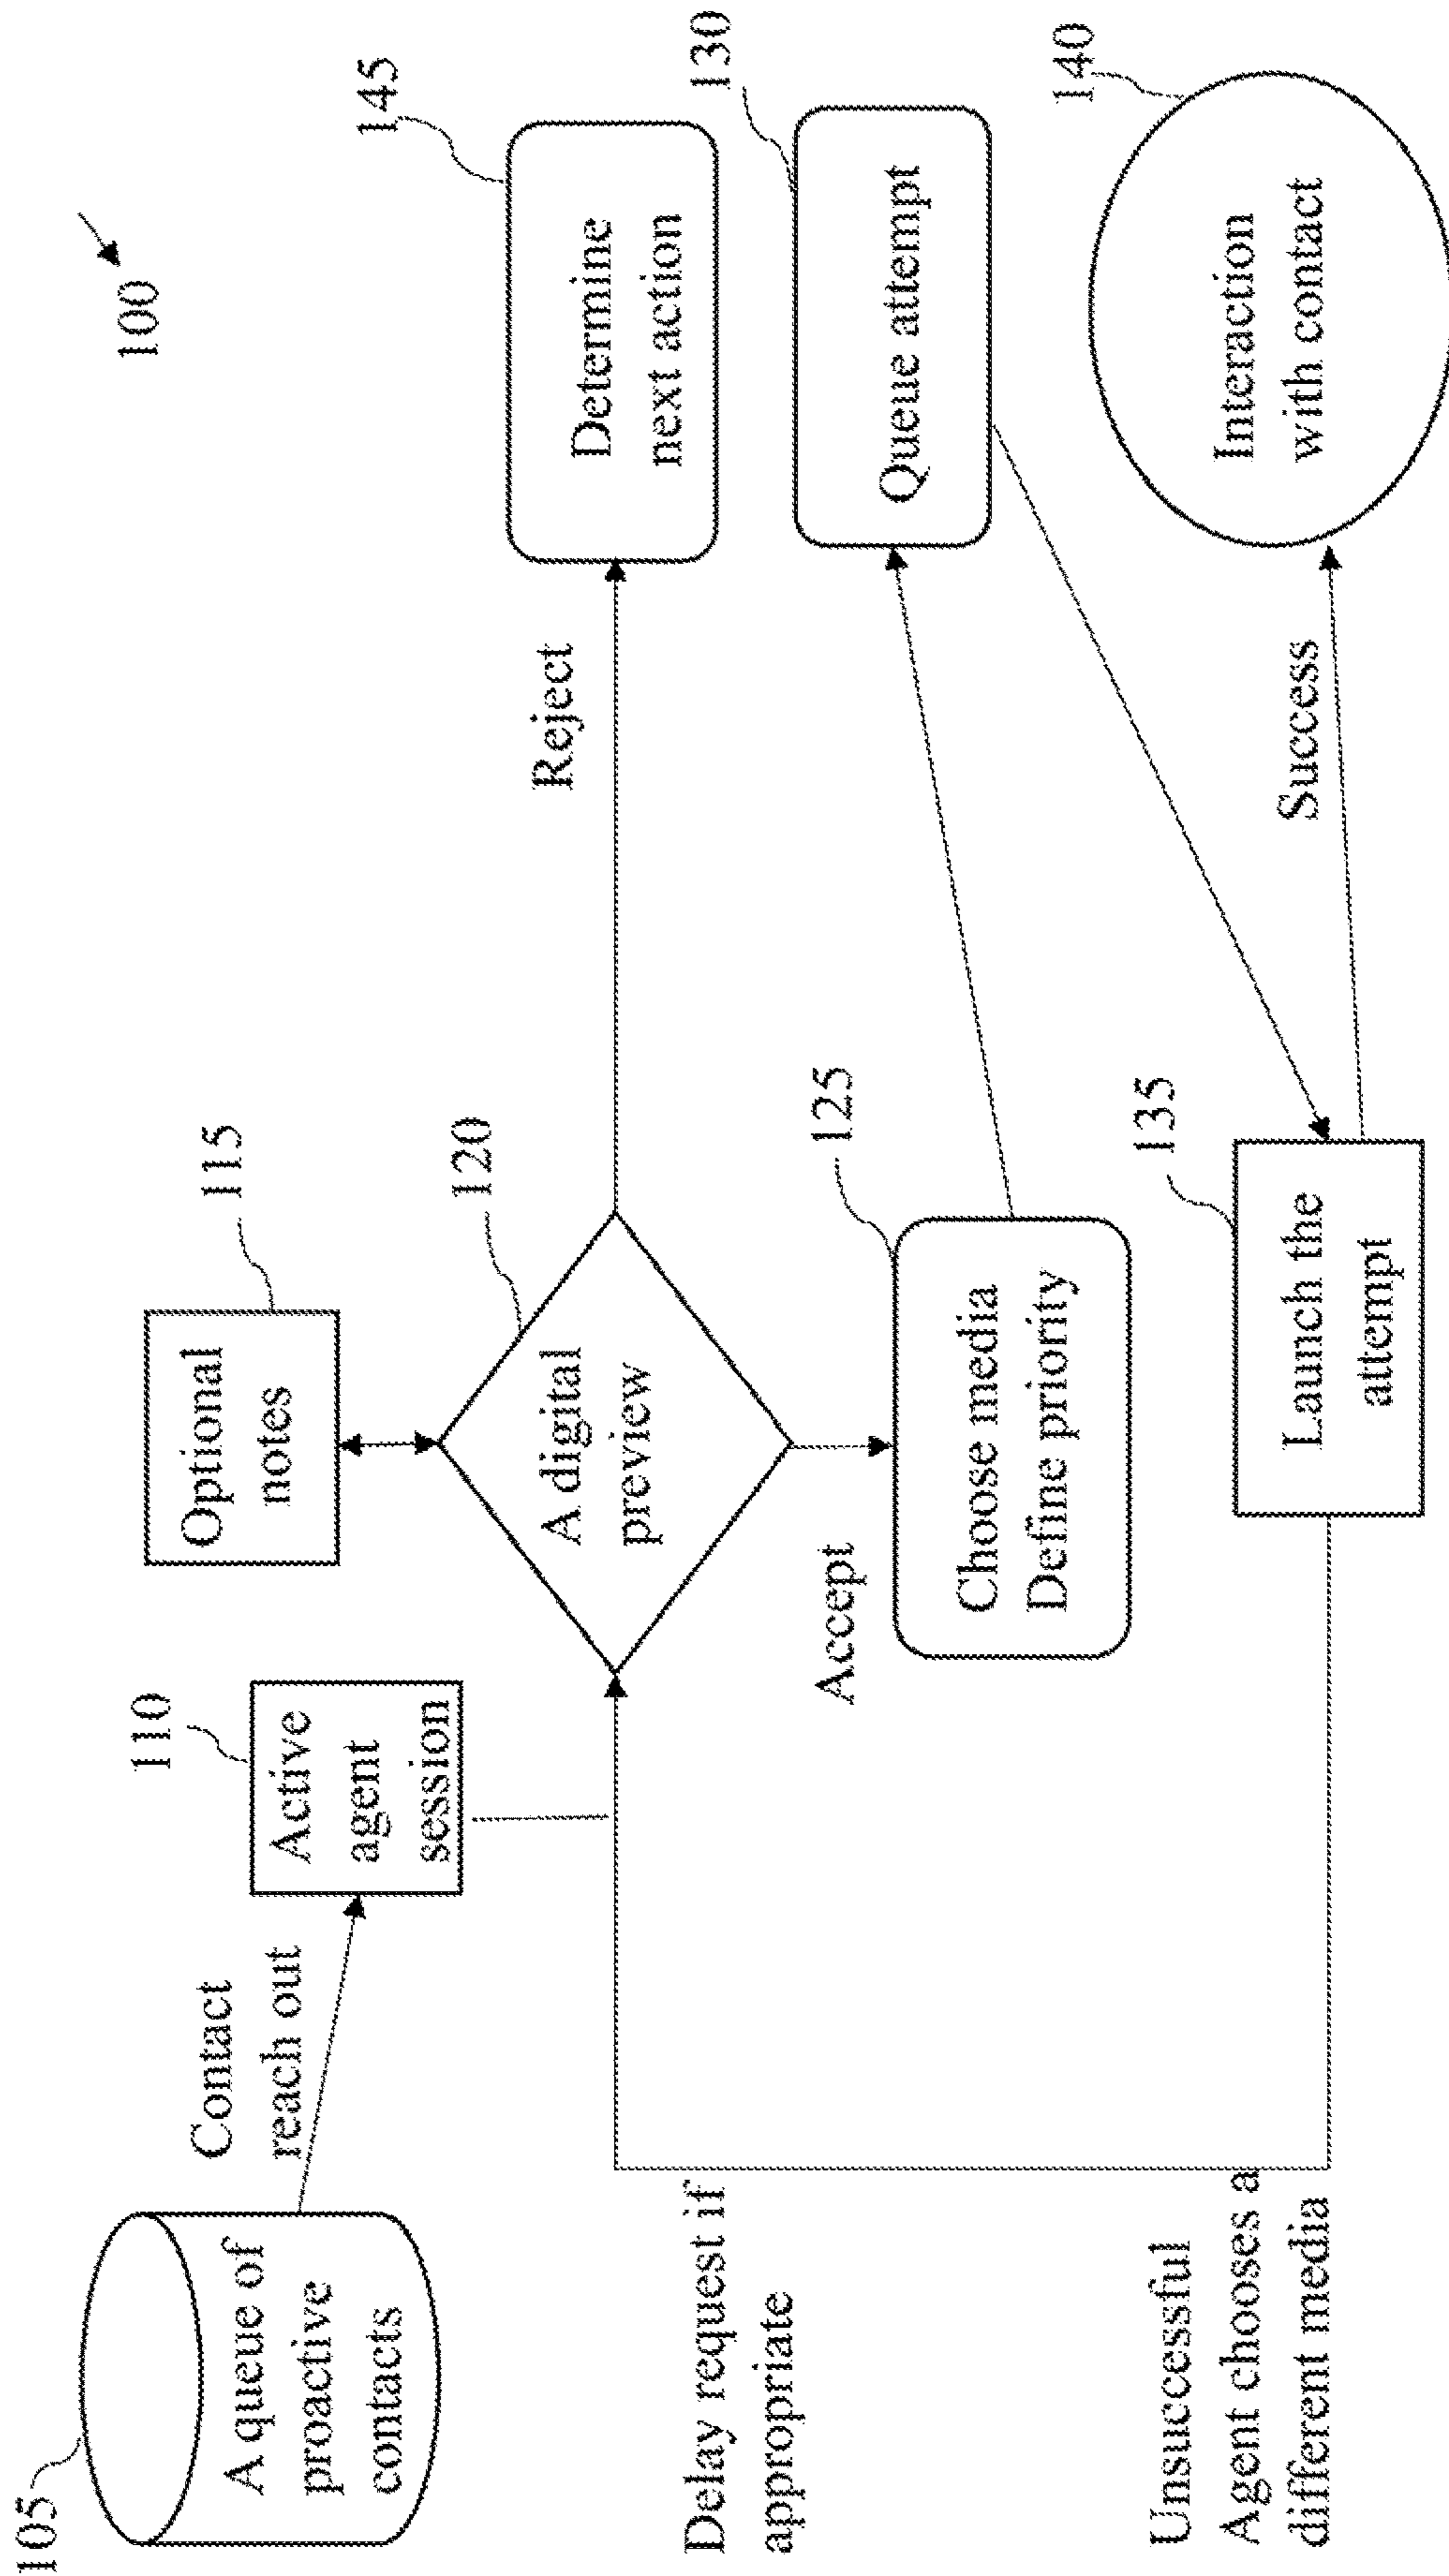 100
105
A queue of
proactive
contacts
Contact
reach out
110
Active
agent
session
115
Optional
notes
120
A digital
preview
Reject
145
Determine
next action
Accept
125
Choose media
Define priority
130
Queue attempt
Delay request if
appropriate
Unsuccessful
Agent chooses a
different media
135
Launch the
attempt
Success
140
Interaction
with contact